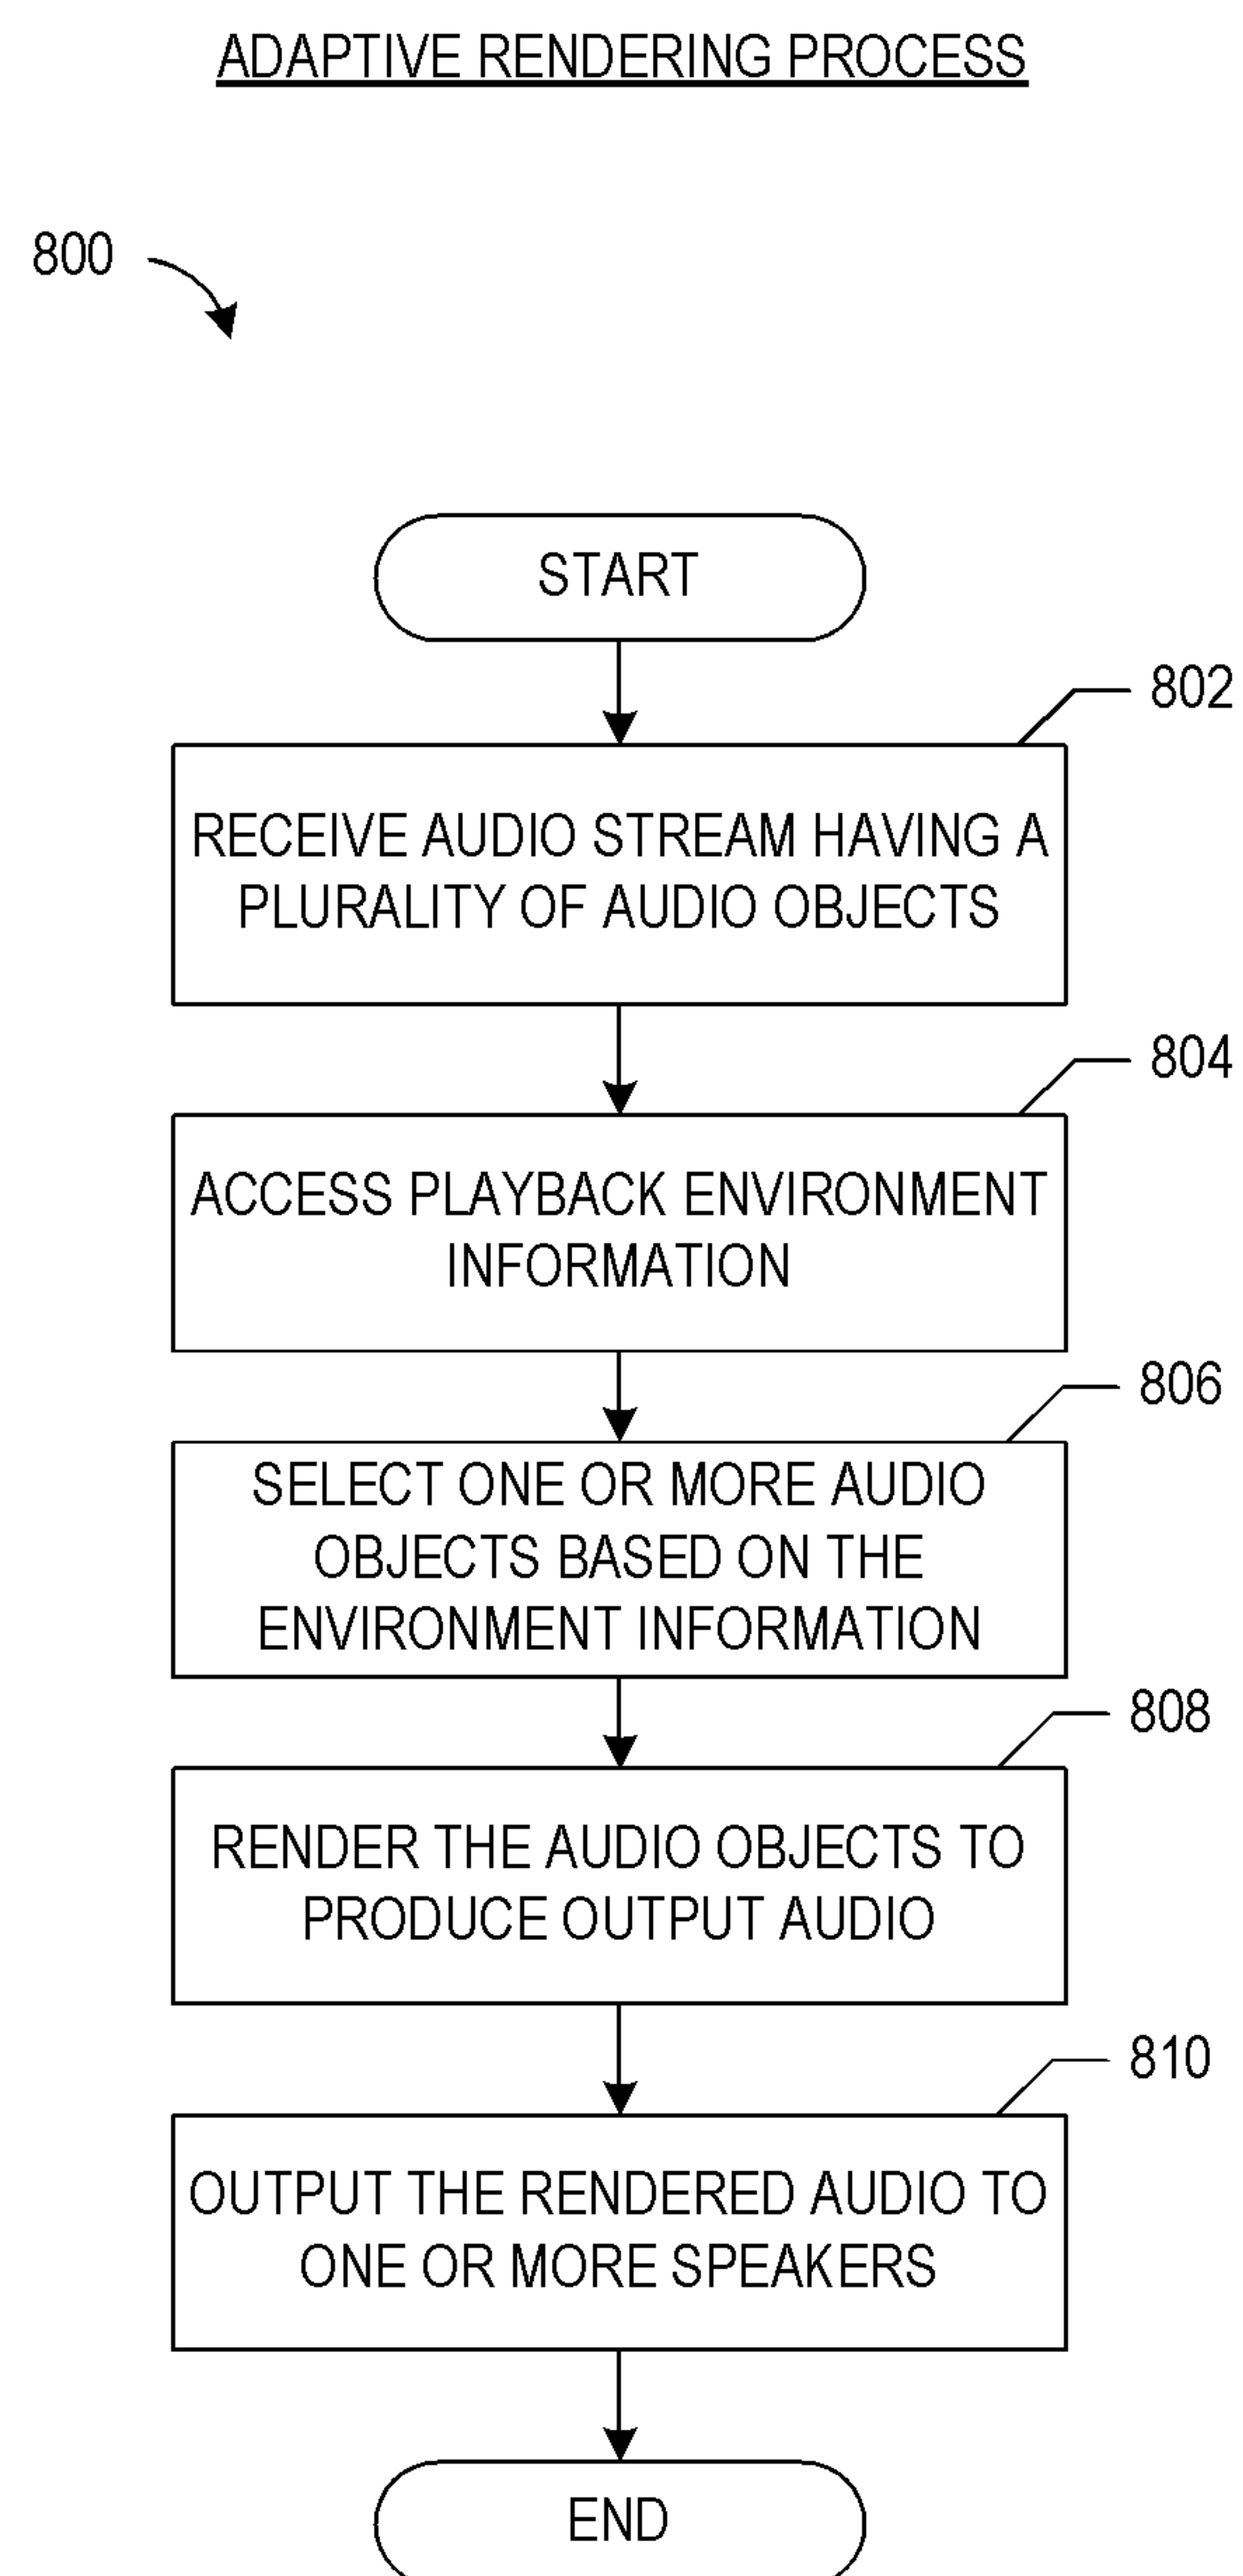 ADAPTIVE RENDERING PROCESS
800
START
802
RECEIVE AUDIO STREAM HAVING A
PLURALITY OF AUDIO OBJECTS
804
ACCESS PLAYBACK ENVIRONMENT
INFORMATION
806
SELECT ONE OR MORE AUDIO
OBJECTS BASED ON THE
ENVIRONMENT INFORMATION
808
RENDER THE AUDIO OBJECTS TO
PRODUCE OUTPUT AUDIO
810
OUTPUT THE RENDERED AUDIO TO
ONE OR MORE SPEAKERS
END